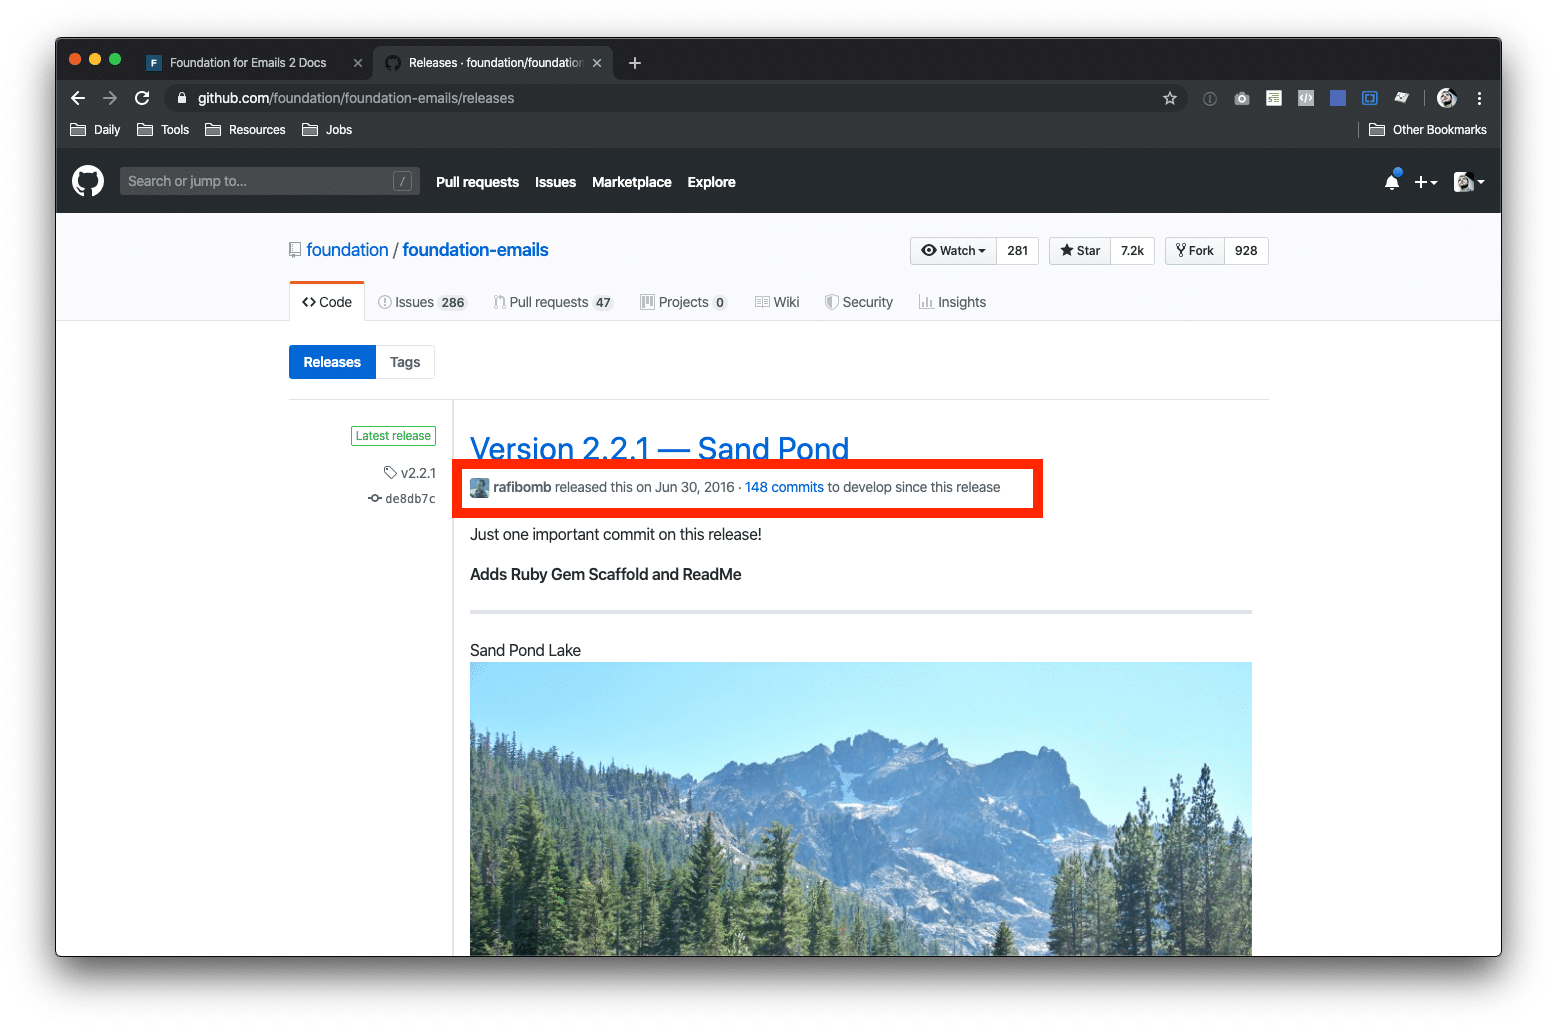 Foundation for Emails 2 Docs
Releases · foundation/foundation
github.com/foundation/foundation-emails/releases
Daily Tools Resources Jobs Other Bookmarks
Search or jump to... / Pull requests Issues Marketplace Explore
foundation / foundation-emails Watch 281 Star 7.2k Fork 928
Code Issues 286 Pull requests 47 Projects 0 Wiki Security Insights
Releases Tags
Latest release
v2.2.1
de8db7c
Version 2.2.1 — Sand Pond
rafibomb released this on Jun 30, 2016 · 148 commits to develop since this release
Just one important commit on this release!
Adds Ruby Gem Scaffold and ReadMe
Sand Pond Lake